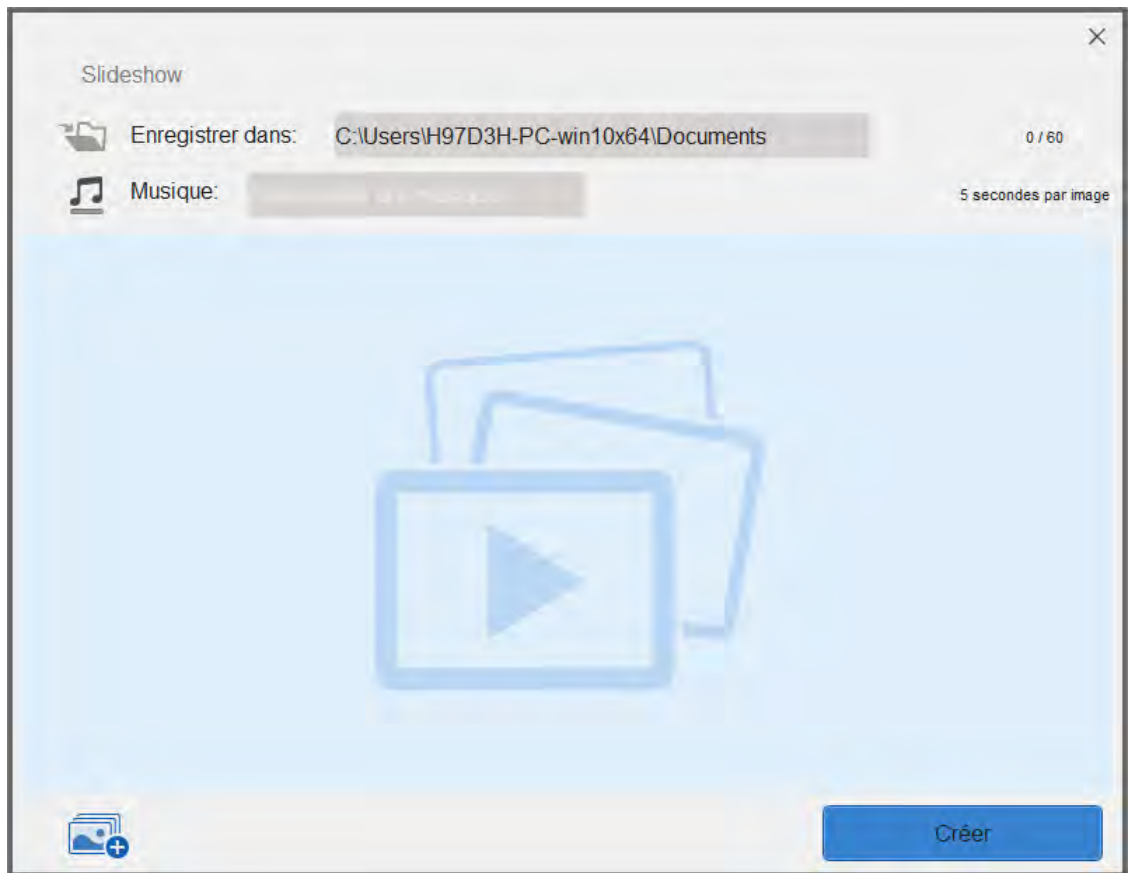 Slideshow
Enregistrer dans: C:\Users\H97D3H-PC-win10x64\Documents 0 / 60
Musique:
5 secondes par image
Créer